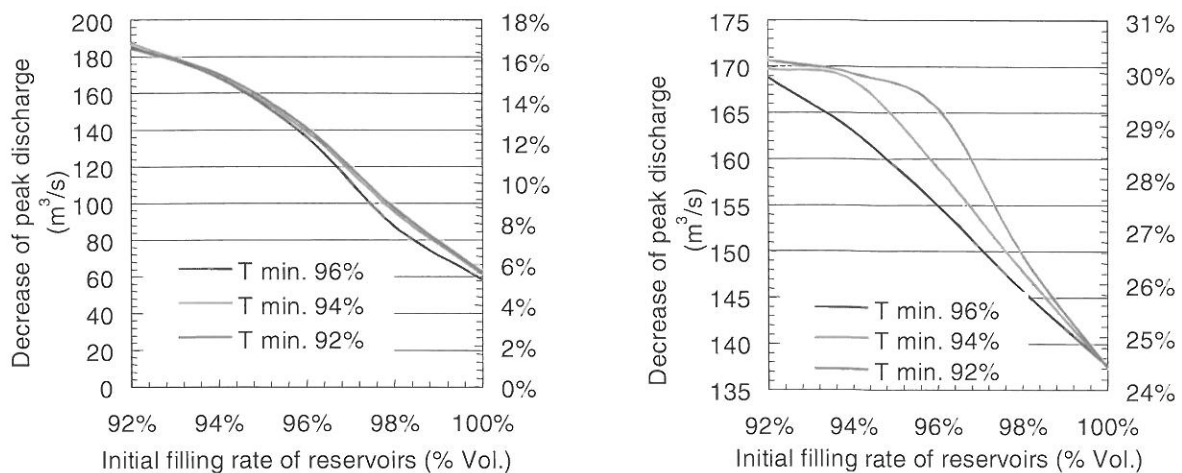 Decrease of peak discharge
(m³/s)
200
180
160
140
120
100
80
60
40
20
0
18%
16%
14%
12%
10%
8%
6%
4%
2%
0%
T min. 96%
T min. 94%
T min. 92%
92% 94% 96% 98% 100%
Initial filling rate of reservoirs (% Vol.)
Decrease of peak discharge
(m³/s)
175
170
165
160
155
150
145
140
135
31%
30%
29%
28%
27%
26%
25%
24%
T min. 96%
T min. 94%
T min. 92%
92% 94% 96% 98% 100%
Initial filling rate of reservoirs (% Vol.)